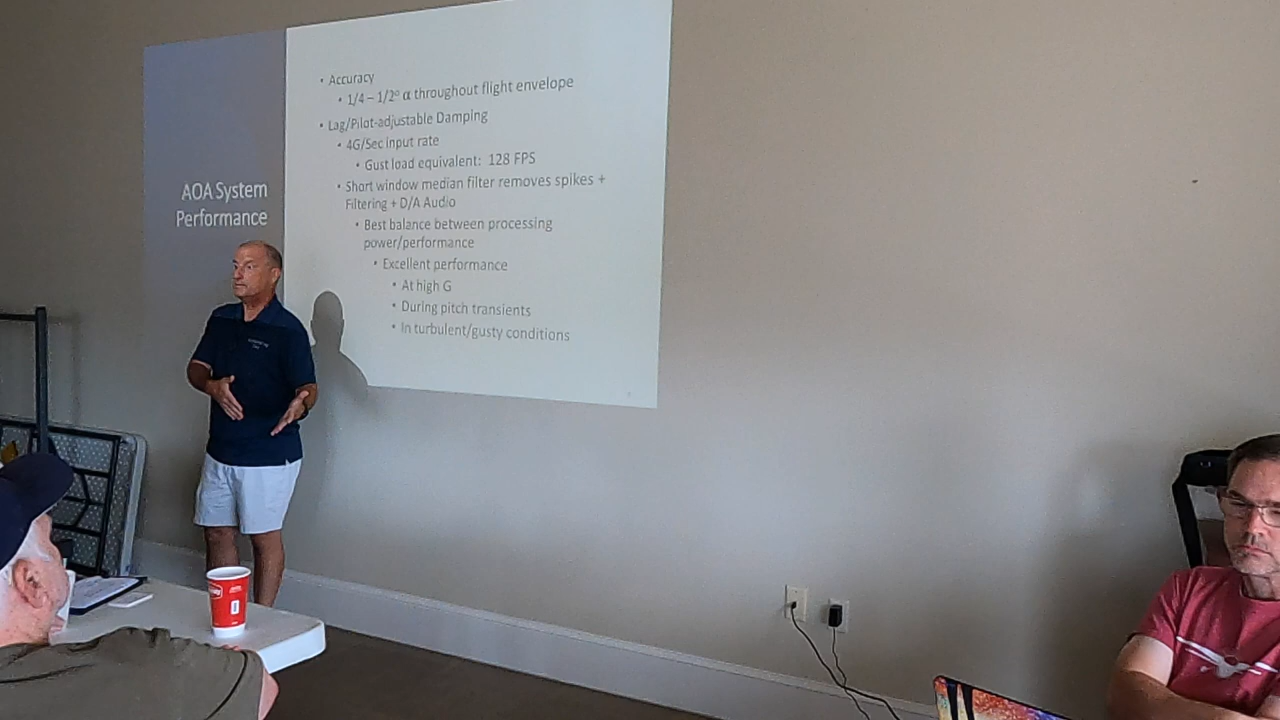 AOA System
Performance
• Accuracy
• 1/4 – 1/2° α throughout flight envelope
• Lag/Pilot-adjustable Damping
• 4G/Sec input rate
• Gust load equivalent: 128 FPS
• Short window median filter removes spikes +
Filtering + D/A Audio
• Best balance between processing
power/performance
• Excellent performance
• At high G
• During pitch transients
• In turbulent/gusty conditions